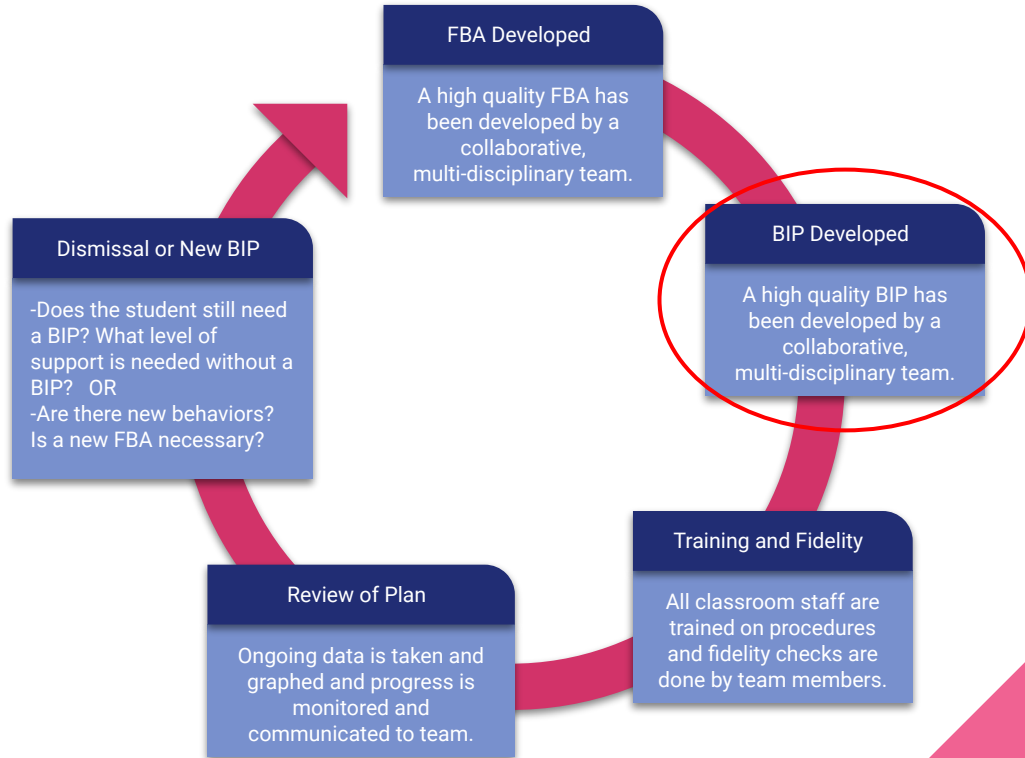 FBA Developed
A high quality FBA has
been developed by a
collaborative,
multi-disciplinary team.
BIP Developed
A high quality BIP has
been developed by a
collaborative,
multi-disciplinary team.
Training and Fidelity
All classroom staff are
trained on procedures
and fidelity checks are
done by team members.
Review of Plan
Ongoing data is taken and
graphed and progress is
monitored and
communicated to team.
Dismissal or New BIP
-Does the student still need
a BIP? What level of
support is needed without a
BIP?   OR
-Are there new behaviors?
Is a new FBA necessary?